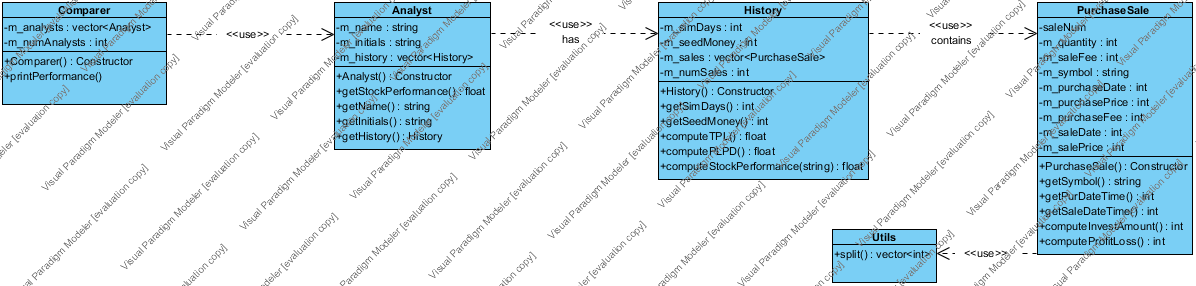 Comparer
-m_analysts : vector<Analyst>
-m_numAnalysts : int
+Comparer() : Constructor
+printPerformance()
<<use>>
Analyst
-m_name : string
-m_initials : string
-m_history : vector<History>
+Analyst() : Constructor
+getStockPerformance() : float
+getName() : string
+getInitials() : string
+getHistory() : History
<<use>>
has
History
-m_simDays : int
-m_seedMoney : int
-m_sales : vector<PurchaseSale>
-m_numSales : int
+History() : Constructor
+getSimDays() : int
+getSeedMoney() : int
+computeTPL() : float
+computePLPD() : float
+computeStockPerformance(string) : float
<<use>>
contains
PurchaseSale
-saleNum
-m_quantity : int
-m_saleFee : int
-m_symbol : string
-m_purchaseDate : int
-m_purchasePrice : int
-m_purchaseFee : int
-m_saleDate : int
-m_salePrice : int
+PurchaseSale() : Constructor
+getSymbol() : string
+getPurDateTime() : int
+getSaleDateTime() : int
+computeInvestAmount() : int
+computeProfitLoss() : int
<<use>>
Utils
+split() : vector<int>
Visual Paradigm Modeler [evaluation copy]